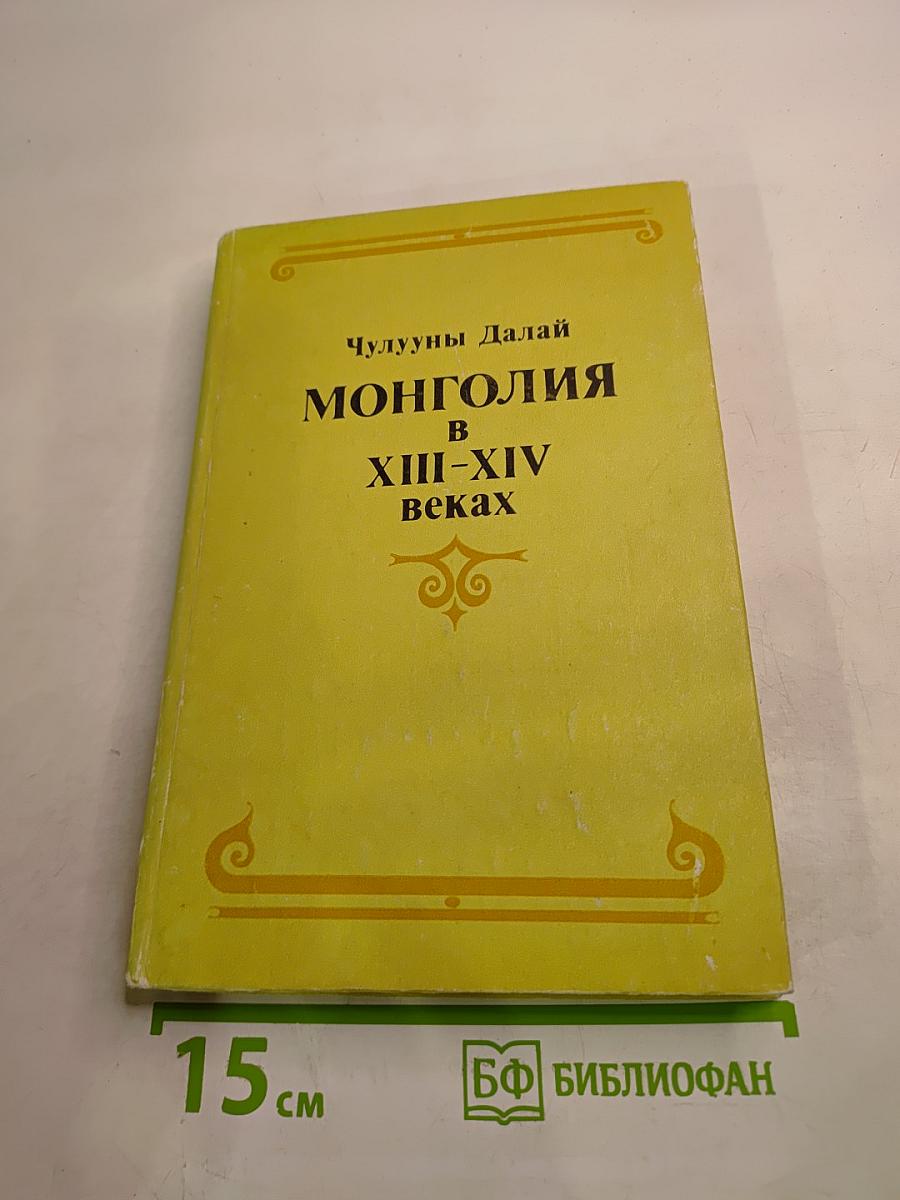 Чулууны Далай
МОНГОЛИЯ
в
XIII–XIV
веках
15 см
БФ БИБЛИОФАН